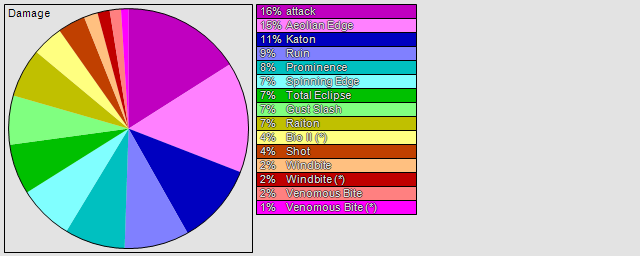 Damage
16% attack
15% Aeolian Edge
11% Katon
9% Ruin
8% Prominence
7% Spinning Edge
7% Total Eclipse
7% Gust Slash
7% Raiton
4% Bio II (*)
4% Shot
2% Windbite
2% Windbite (*)
2% Venomous Bite
1% Venomous Bite (*)